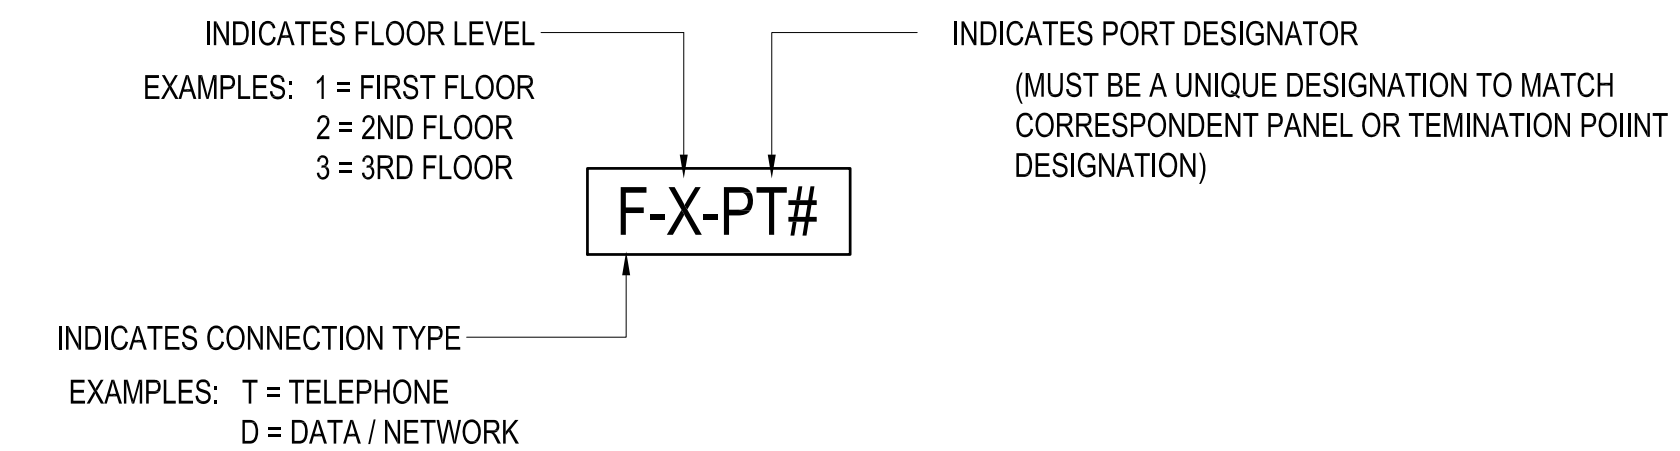 INDICATES FLOOR LEVEL
EXAMPLES: 1 = FIRST FLOOR
2 = 2ND FLOOR
3 = 3RD FLOOR
INDICATES PORT DESIGNATOR
(MUST BE A UNIQUE DESIGNATION TO MATCH
CORRESPONDENT PANEL OR TEMINATION POIINT
DESIGNATION)
F-X-PT#
INDICATES CONNECTION TYPE
EXAMPLES: T = TELEPHONE
D = DATA / NETWORK